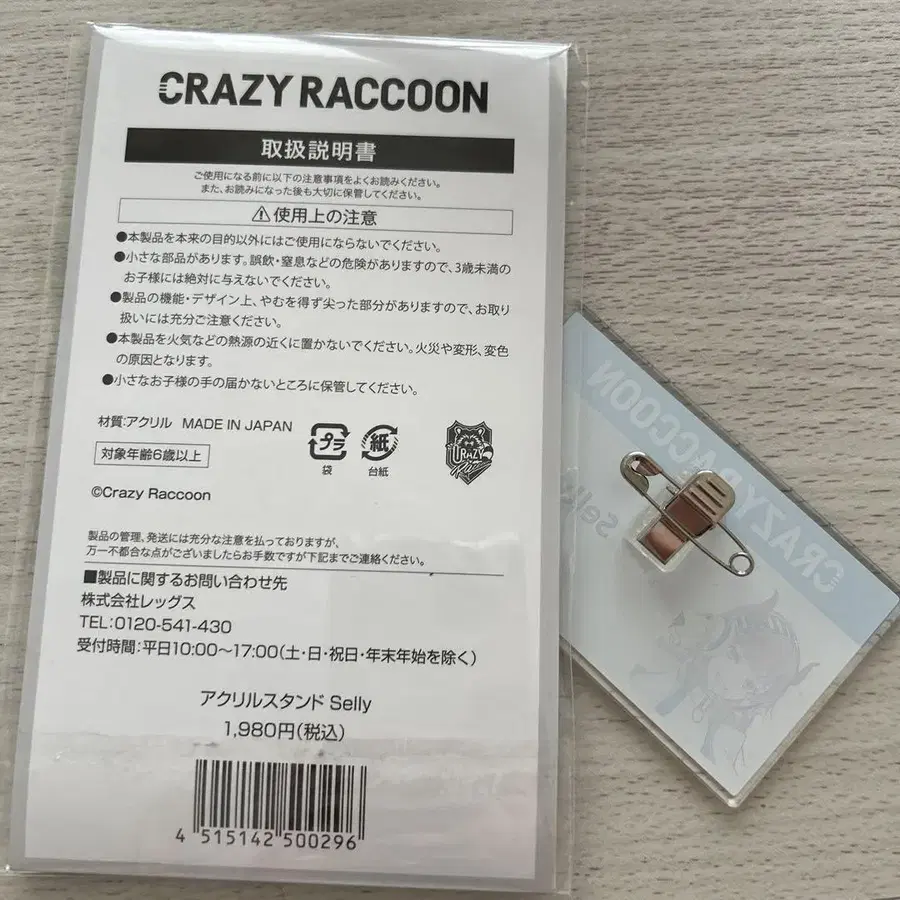 CRAZY RACCOON
取扱説明書
ご使用になる前に以下の注意事項をよくお読みください。
また、お読みになった後も大切に保管してください。
⚠使用上の注意
●本製品を本来の目的以外にはご使用にならないでください。
●小さな部品があります。誤飲・窒息などの危険がありますので、3歳未満の
お子様には絶対に与えないでください。
●製品の機能・デザイン上、やむを得ず尖った部分がありますので、お取り
扱いには充分ご注意ください。
●本製品を火気などの熱源の近くに置かないでください。火災や変形、変色
の原因となります。
●小さなお子様の手の届かないところに保管してください。
材質:アクリル MADE IN JAPAN
プラ
袋
紙
台紙
CRAZY
対象年齢6歳以上
©Crazy Raccoon
製品の管理、発送には充分な注意を払っておりますが、
万一不都合な点がございましたらお手数ですが下記までご連絡ください。
■製品に関するお問い合わせ先
株式会社レッグス
TEL:0120-541-430
受付時間:平日10:00〜17:00(土・日・祝日・年末年始を除く)
アクリルスタンド Selly
1,980円(税込)
4 515142 500296
CRAZY RACCOON
Selly